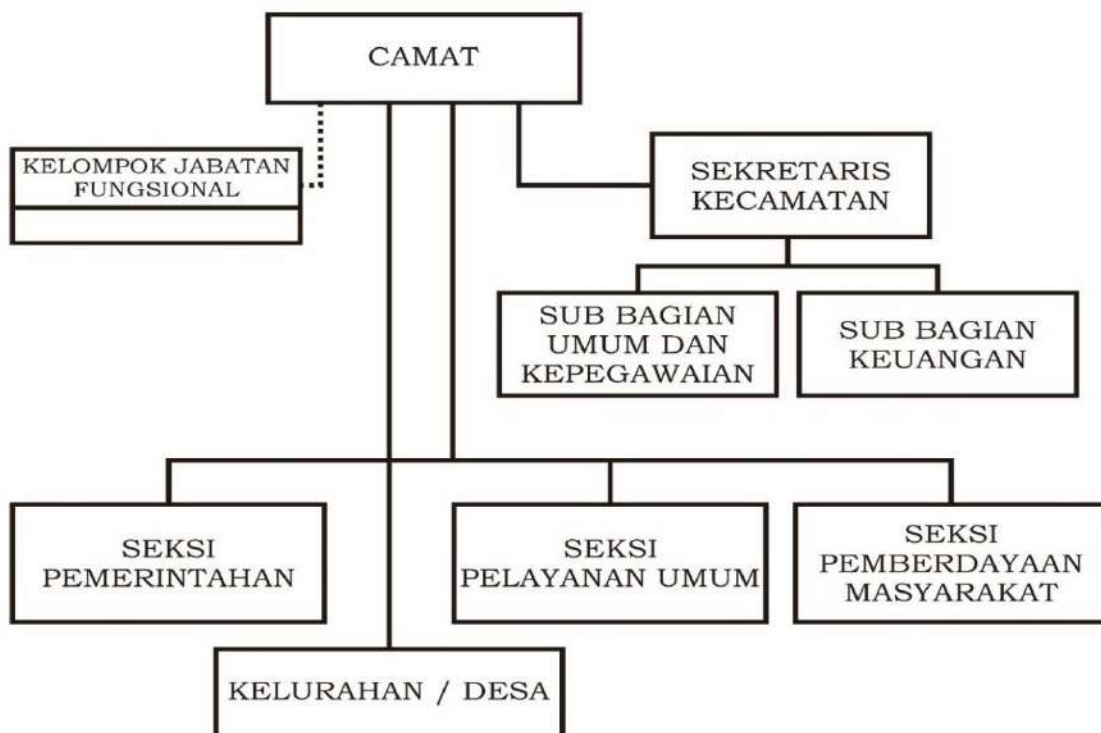 CAMAT
KELOMPOK JABATAN
FUNGSIONAL
SEKRETARIS
KECAMATAN
SUB BAGIAN
UMUM DAN
KEPEGAWAIAN
SUB BAGIAN
KEUANGAN
SEKSI
PEMERINTAHAN
SEKSI
PELAYANAN UMUM
SEKSI
PEMBERDAYAAN
MASYARAKAT
KELURAHAN / DESA